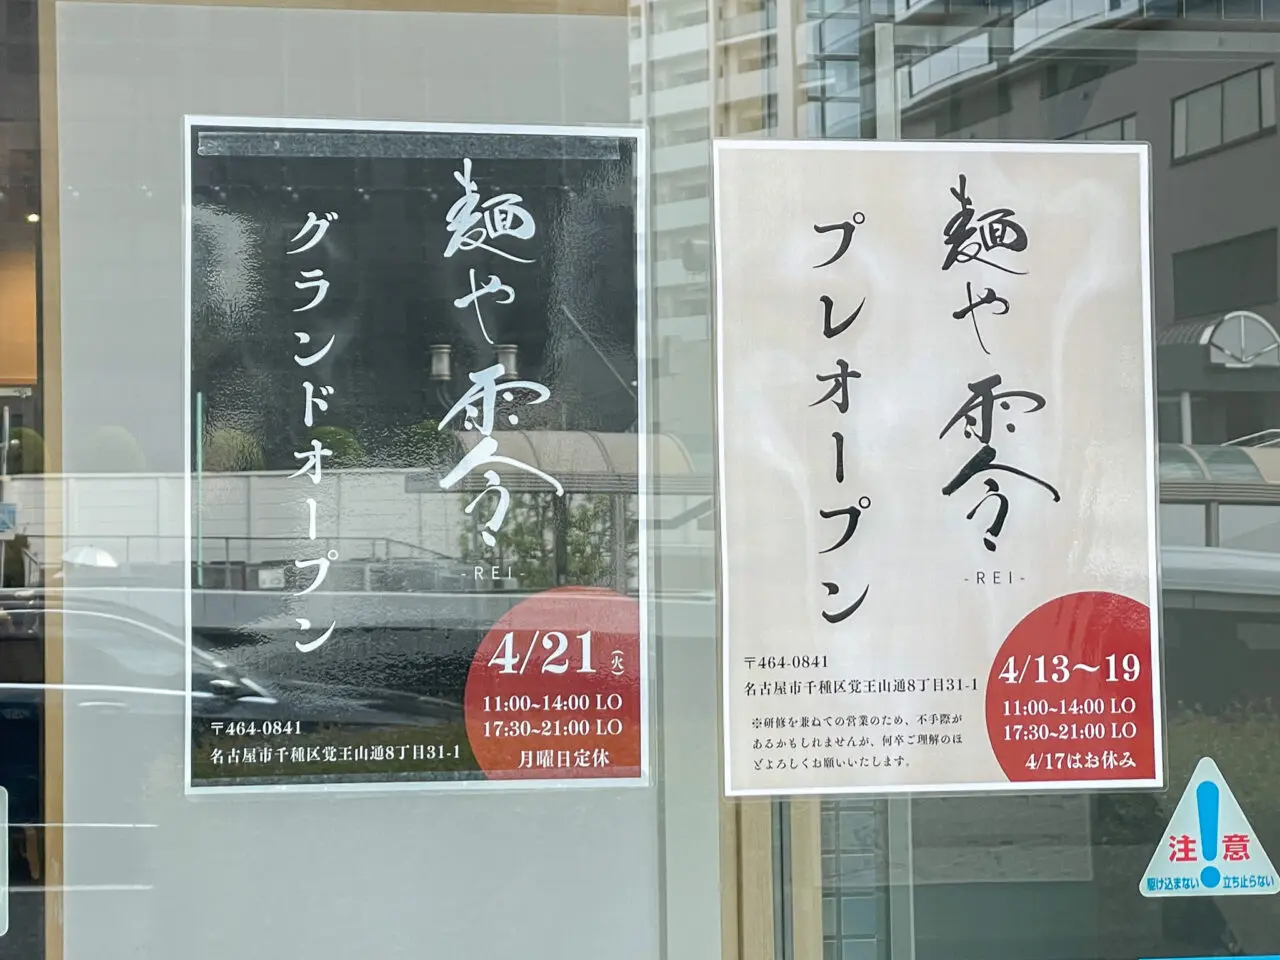 麺や零
グランドオープン
-REI-
4/21(火)
11:00~14:00 LO
17:30~21:00 LO
月曜日定休
〒464-0841
名古屋市千種区覚王山通8丁目31-1
麺や零
プレオープン
-REI-
4/13〜19
11:00~14:00 LO
17:30~21:00 LO
4/17はお休み
〒464-0841
名古屋市千種区覚王山通8丁目31-1
※研修を兼ねての営業のため、不手際が
あるかもしれませんが、何卒ご理解のほ
どよろしくお願いいたします。
注!意
駆け込まない 立ち止らない